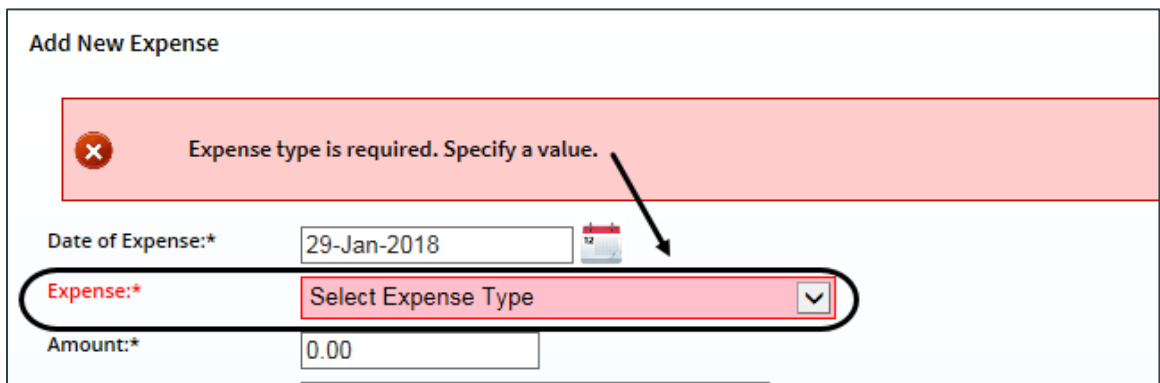 Add New Expense
Expense type is required. Specify a value.
Date of Expense:* 29-Jan-2018 12
Expense:* Select Expense Type
Amount:* 0.00